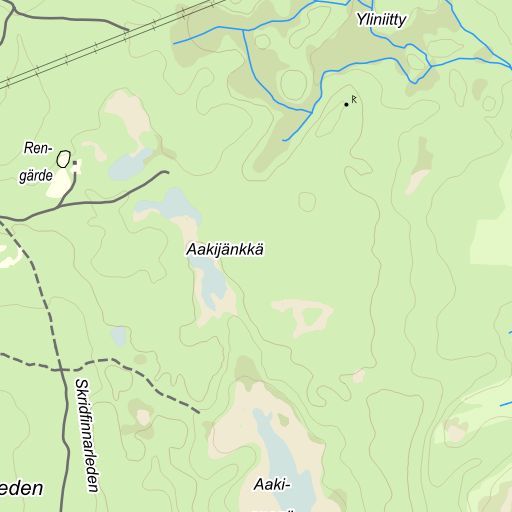 Yliniitty
R
Ren-
gärde
Aakijänkkä
Skridfinnarleden
eden
Aaki-